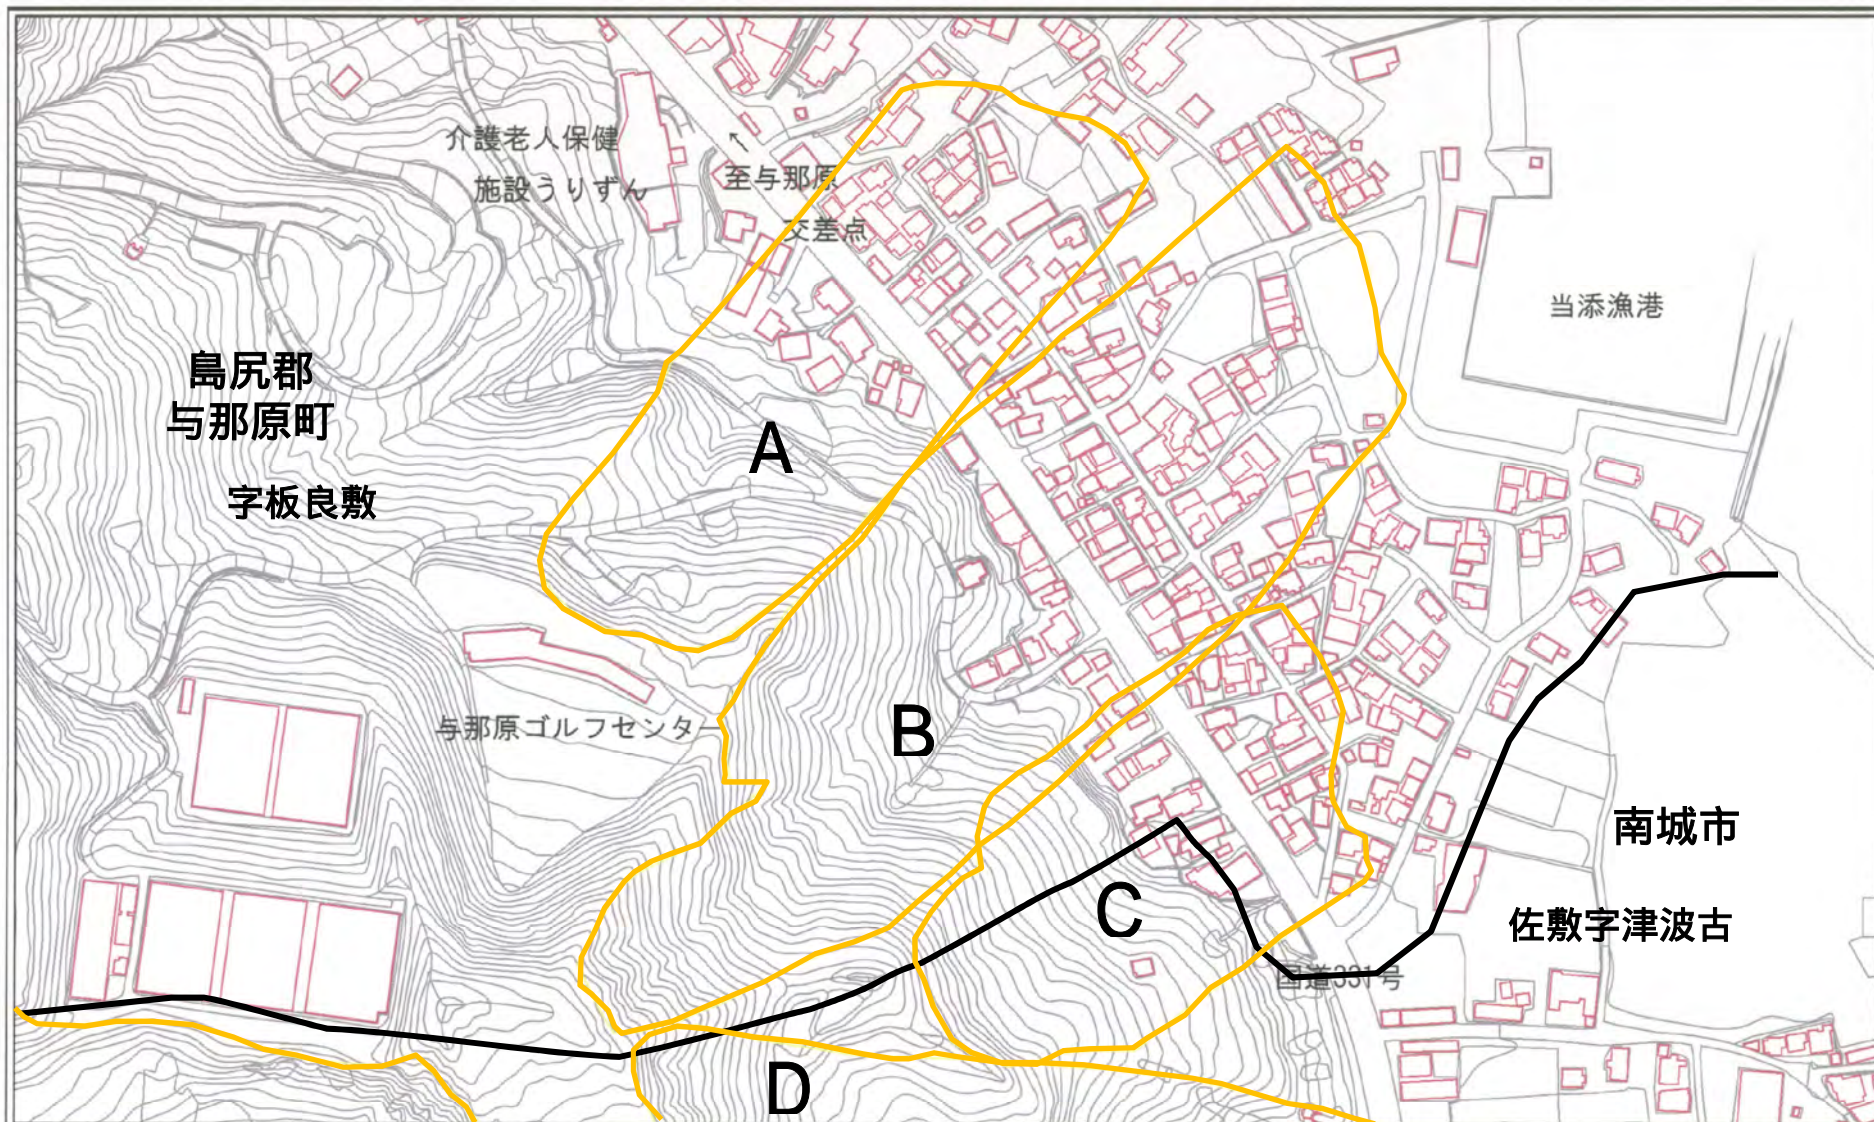 介護老人保健
施設うりずん
至与那原
交差点
当添漁港
島尻郡
与那原町
字板良敷
A
与那原ゴルフセンター
B
南城市
C
佐敷字津波古
国道331号
D